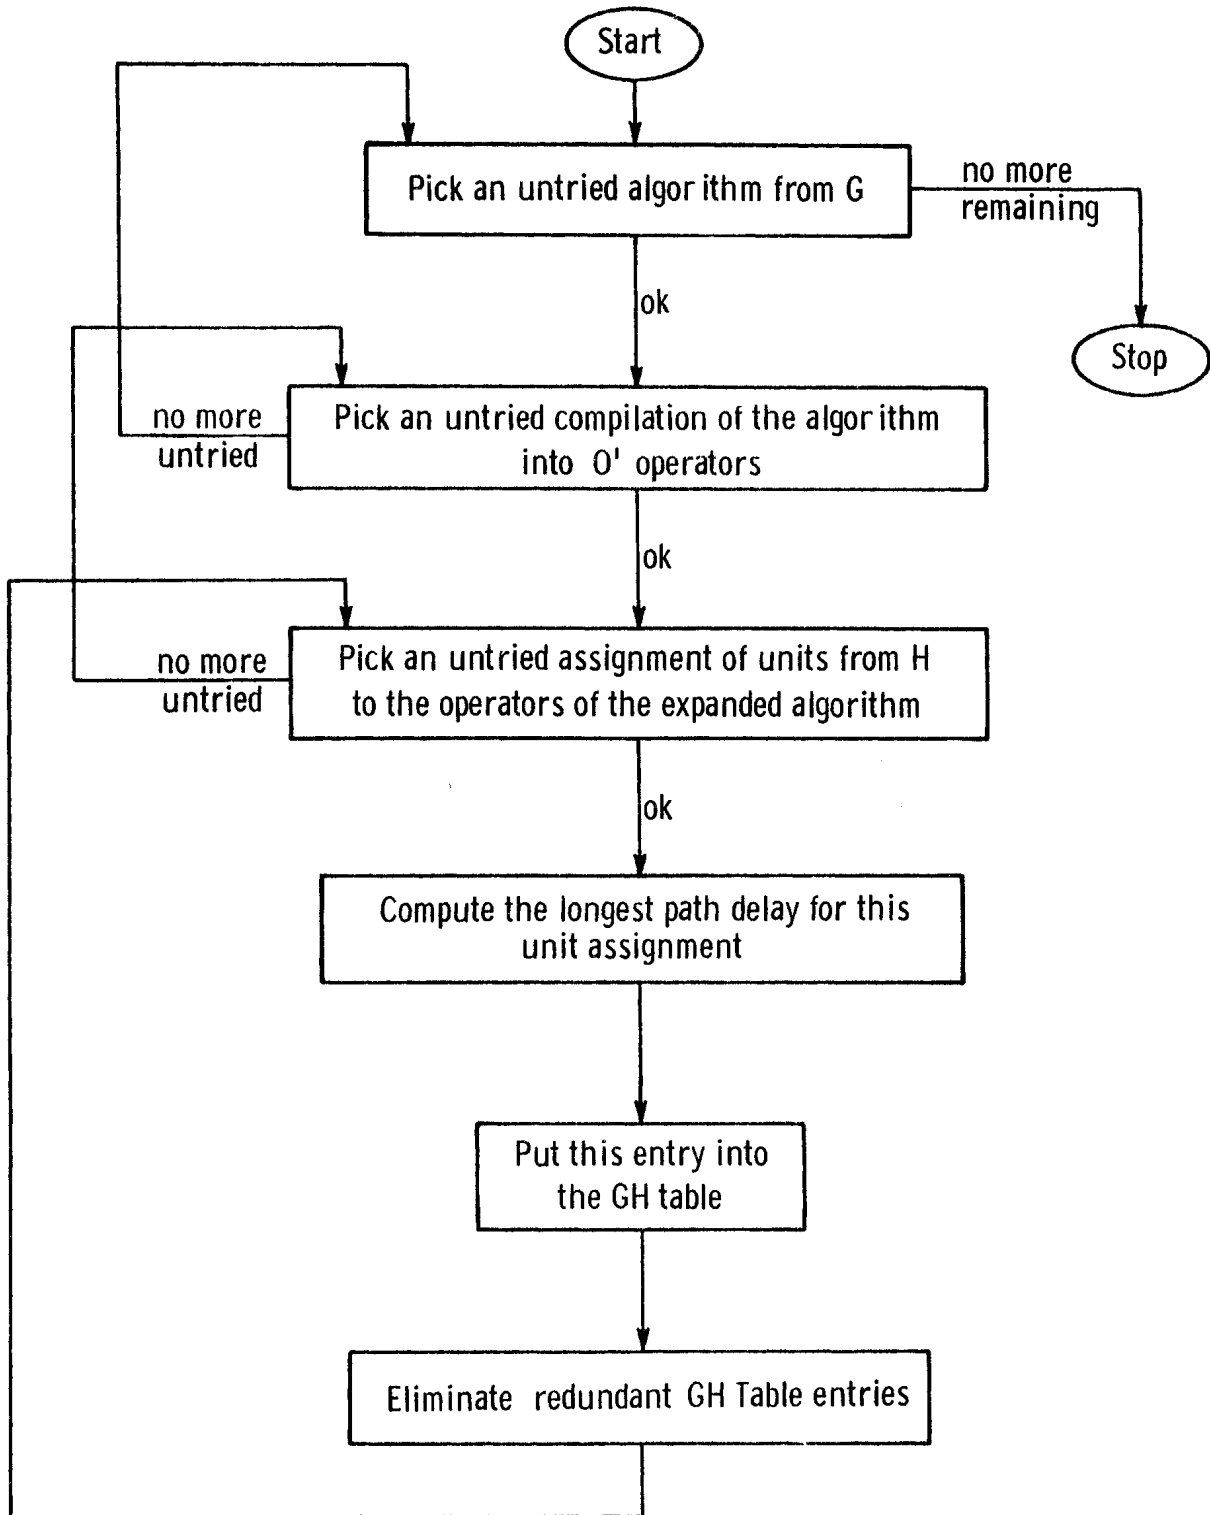 Start
Pick an untried algorithm from G
no more
remaining
ok
Stop
Pick an untried compilation of the algorithm
into O' operators
no more
untried
ok
Pick an untried assignment of units from H
to the operators of the expanded algorithm
no more
untried
ok
Compute the longest path delay for this
unit assignment
Put this entry into
the GH table
Eliminate redundant GH Table entries